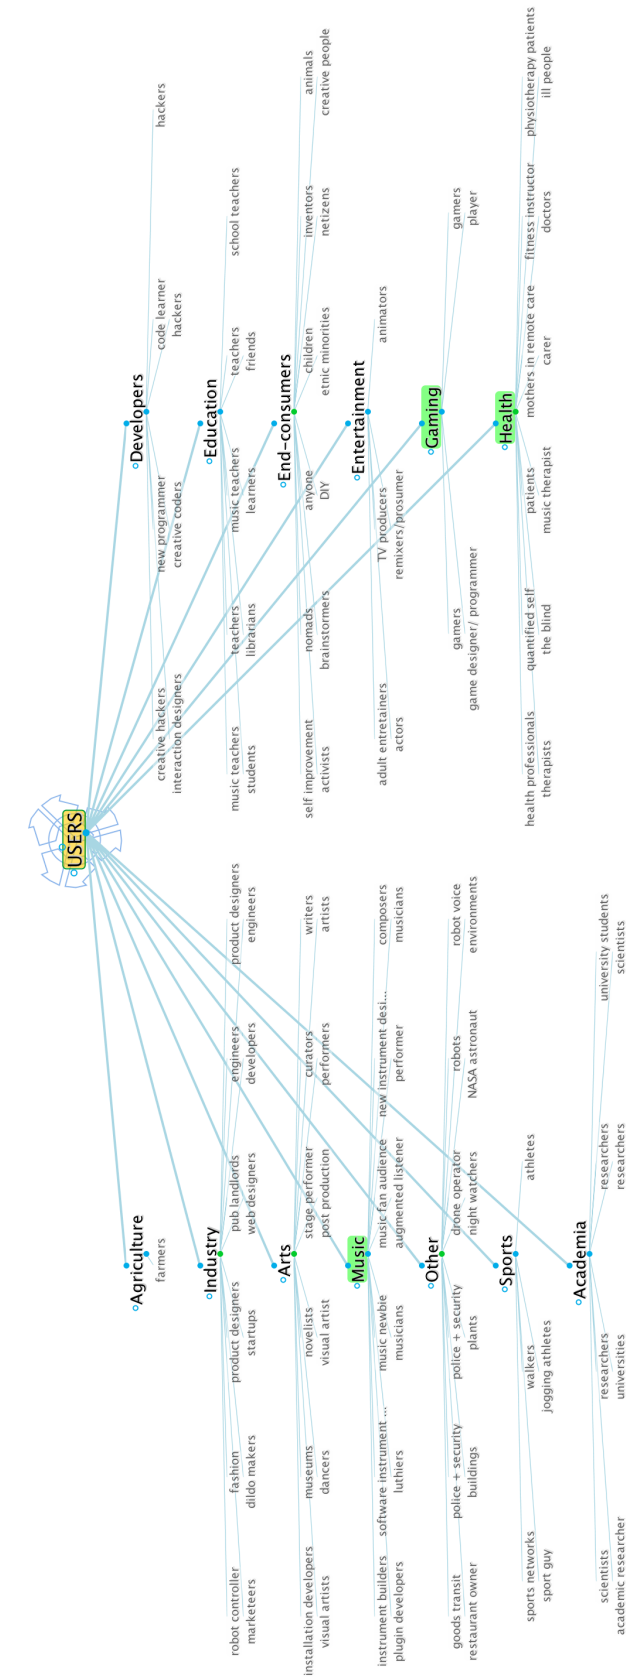 USERS
Agriculture
farmers
Industry
robot controller
fashion
product designers
pub landlords
engineers
product designers
marketeers
dildo makers
startups
web designers
developers
engineers
Arts
installation developers
museums
novelists
stage performer
curators
writers
visual artists
dancers
visual artist
post production
performers
artists
Music
instrument builders
software instrument ...
music newbie
music fan audience
new instrument desi...
composers
plugin developers
luthiers
musicians
augmented listener
performer
musicians
Other
goods transit
police + security
police + security
drone operator
robots
robot voice
restaurant owner
buildings
plants
night watchers
NASA astronaut
environments
Sports
sports networks
walkers
athletes
sport guy
jogging athletes
Academia
scientists
researchers
researchers
university students
academic researcher
universities
researchers
scientists
Developers
creative hackers
new programmer
code learner
hackers
interaction designers
creative coders
hackers
Education
music teachers
teachers
music teachers
teachers
school teachers
students
librarians
learners
friends
End-consumers
self improvement
nomads
anyone
children
inventors
animals
activists
brainstormers
DIY
etnic minorities
netizens
creative people
Entertainment
adult entretainers
TV producers
animators
actors
remixers/prosumer
Gaming
gamers
gamers
game designer/ programmer
player
Health
health professionals
quantified self
patients
mothers in remote care
fitness instructor
physiotherapy patients
therapists
the blind
music therapist
carer
doctors
ill people